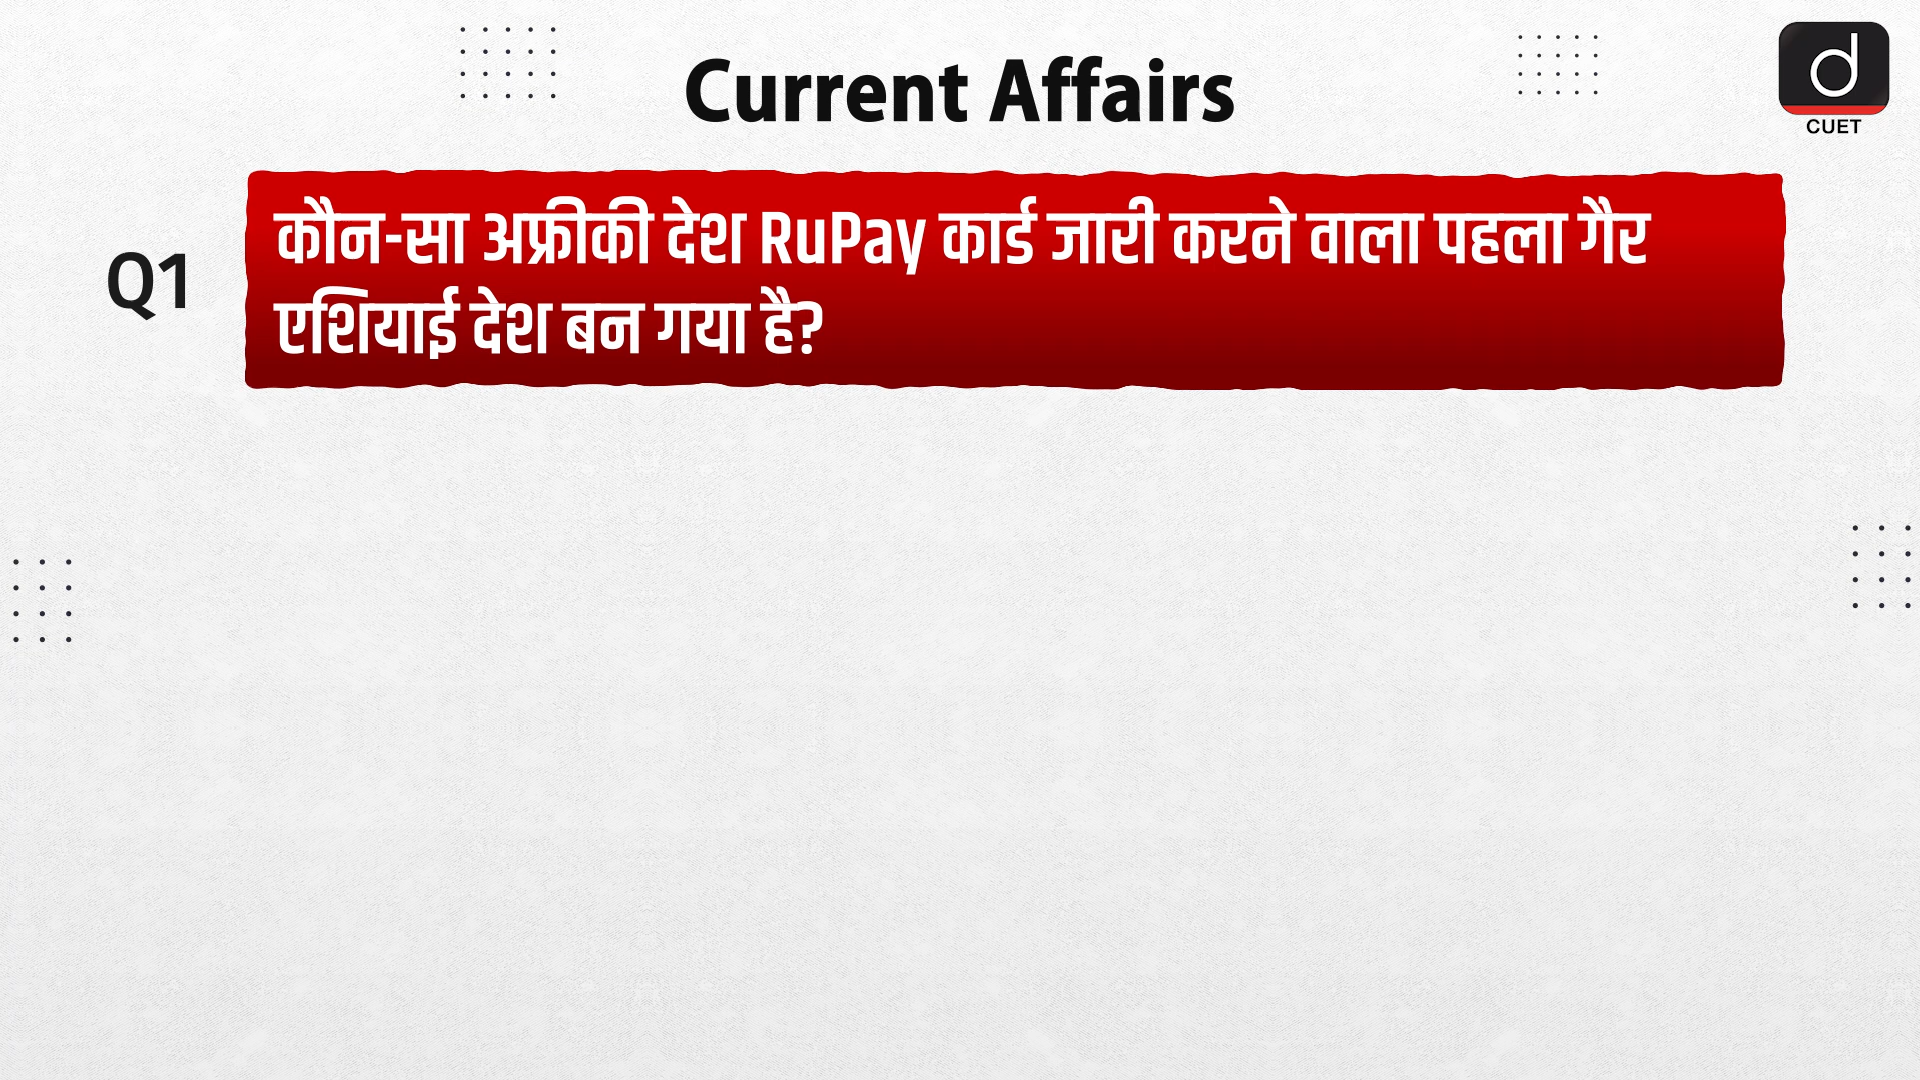 Current Affairs
d
CUET
Q1
कौन-सा अफ्रीकी देश RuPay कार्ड जारी करने वाला पहला गैर
एशियाई देश बन गया है?